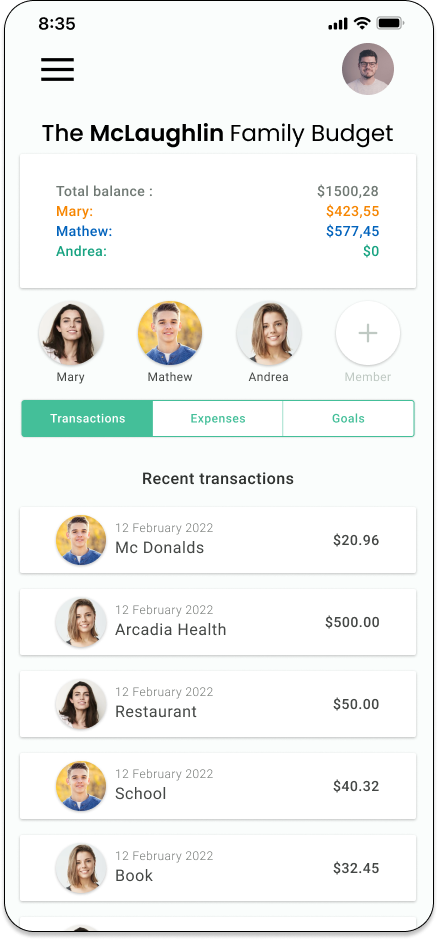 8:35
The McLaughlin Family Budget
Total balance : $1500,28
Mary: $423,55
Mathew: $577,45
Andrea: $0
Mary Mathew Andrea Member
Transactions Expenses Goals
Recent transactions
12 February 2022
Mc Donalds $20.96
12 February 2022
Arcadia Health $500.00
12 February 2022
Restaurant $50.00
12 February 2022
School $40.32
12 February 2022
Book $32.45